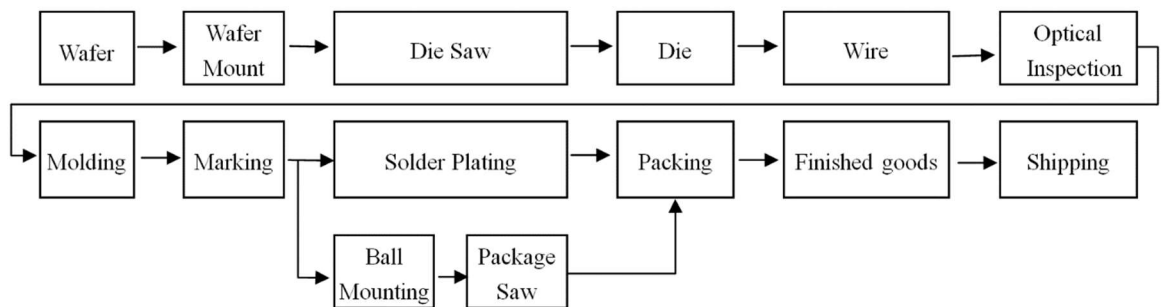 Wafer
Wafer
Mount
Die Saw
Die
Wire
Optical
Inspection
Molding
Marking
Solder Plating
Packing
Finished goods
Shipping
Ball
Mounting
Package
Saw